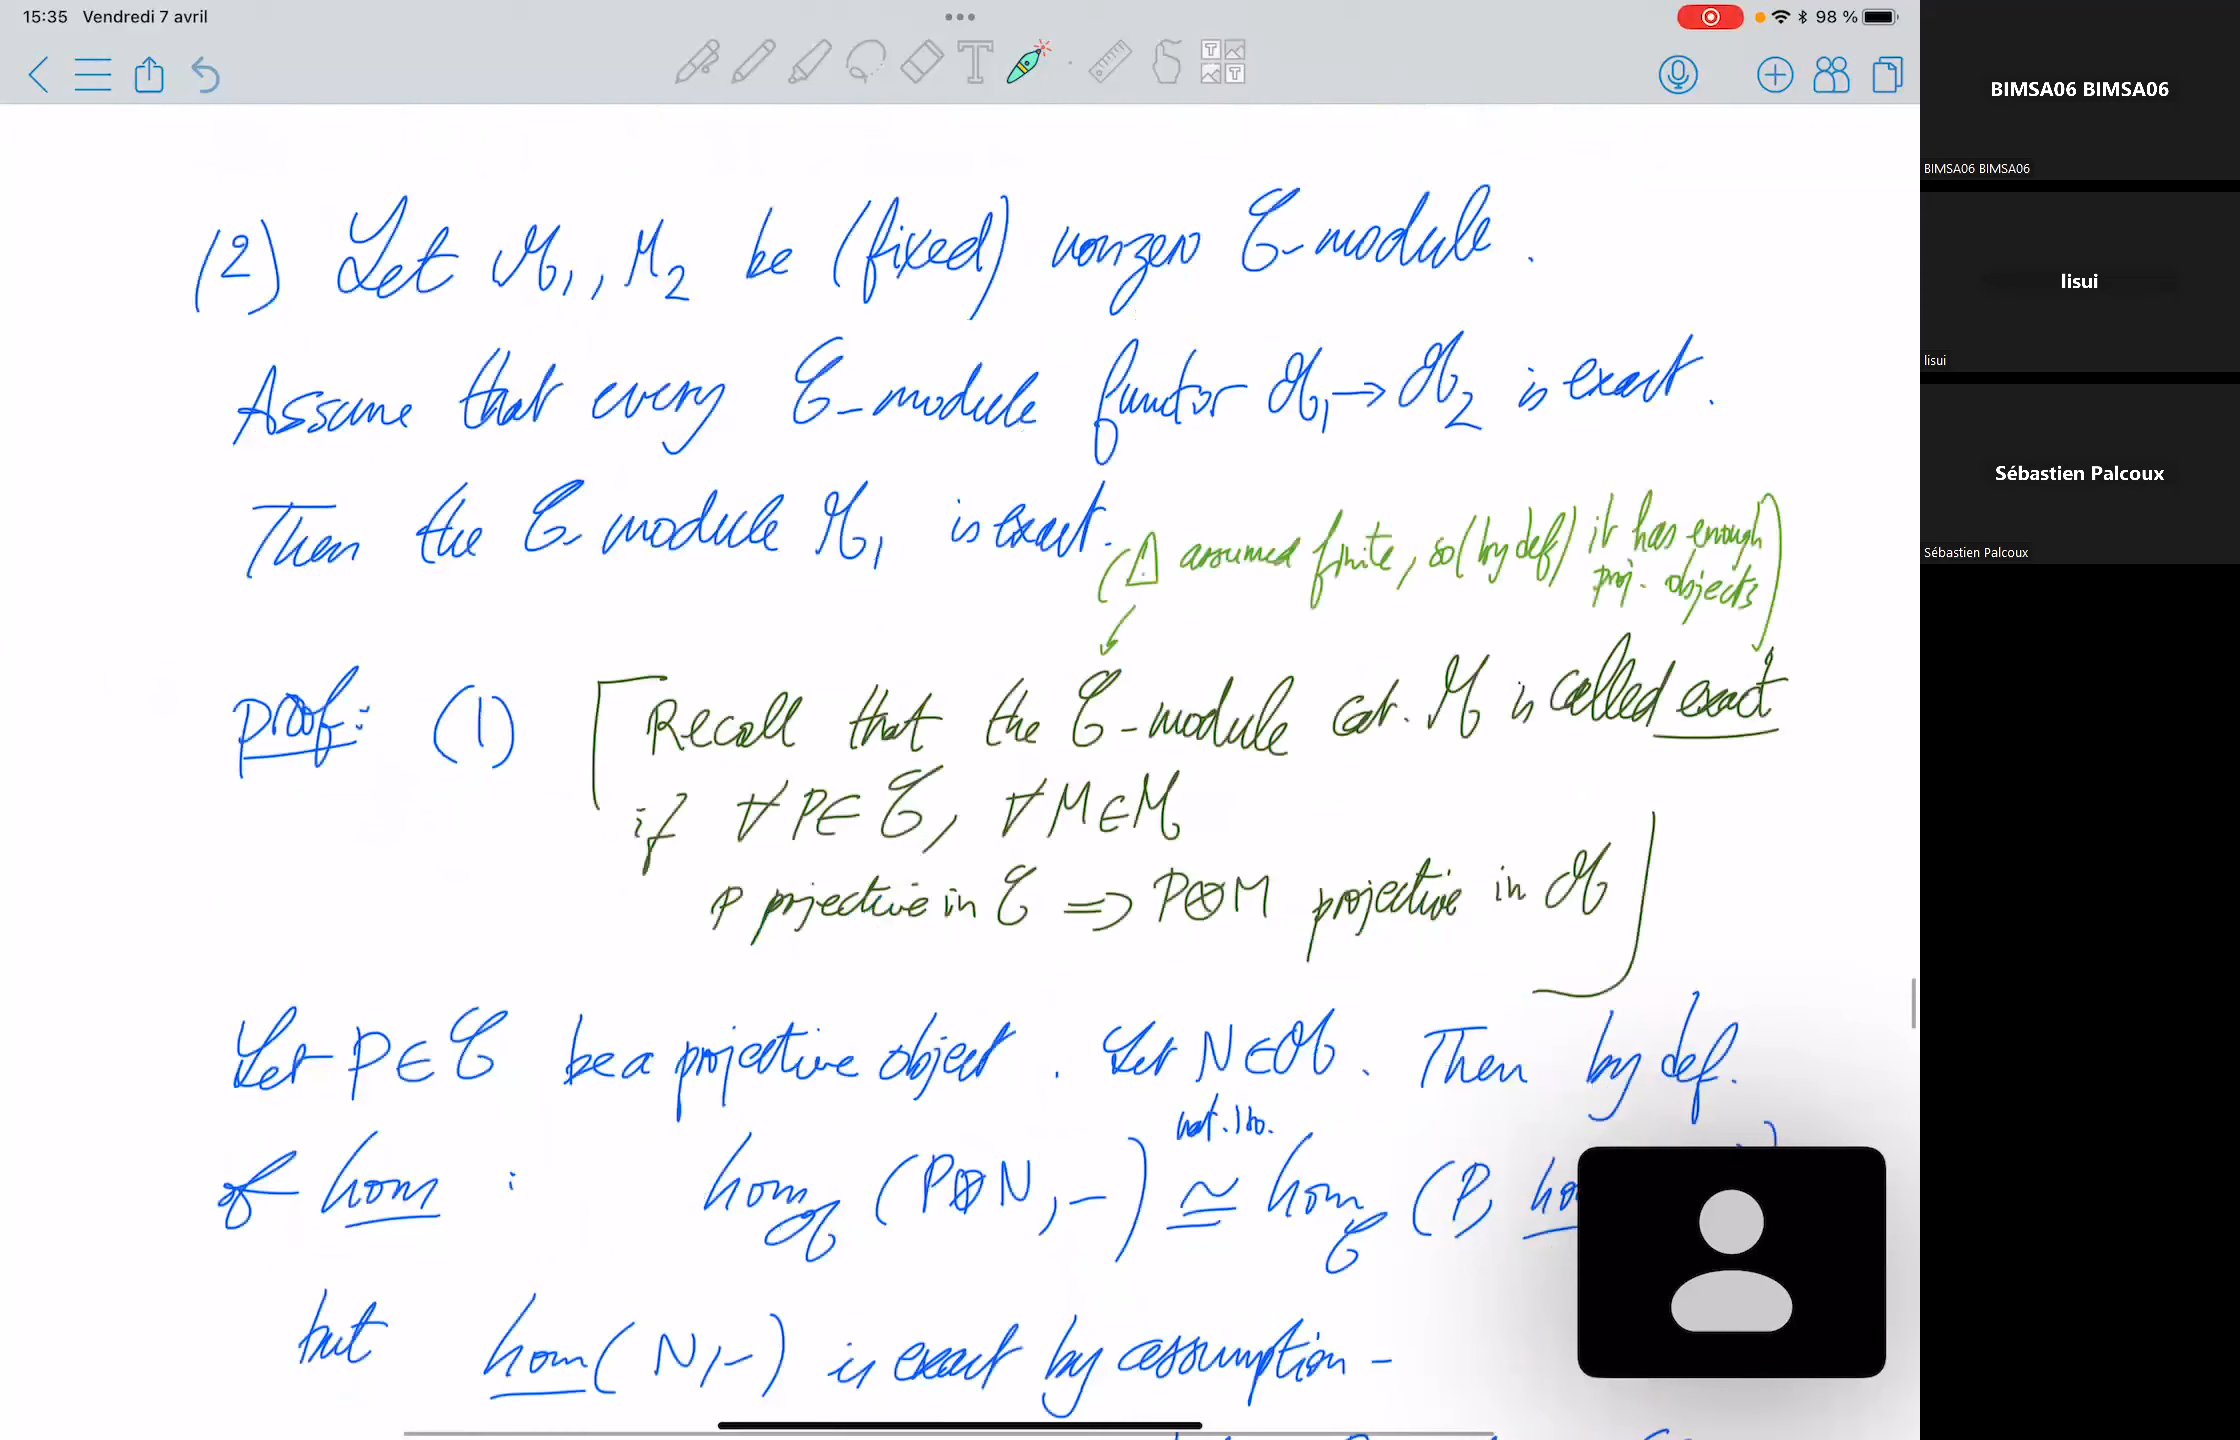 15:35 Vendredi 7 avril
98 %
(2) Let ℳ₁, ℳ₂ be (fixed) nonzero 𝒞-module.
Assume that every 𝒞-module functor ℳ₁ → ℳ₂ is exact.
Then the 𝒞-module ℳ₁ is exact.
(⚠ assumed finite, so (by def) it has enough
proj. objects)
proof: (1) Recall that the 𝒞-module cat. ℳ is called exact
if ∀P∈𝒞, ∀M∈ℳ
P projective in 𝒞 ⇒ P⊗M projective in ℳ
Let P∈𝒞 be a projective object. Let N∈ℳ. Then by def.
nat. iso.
of hom : hom_ℳ (P⊗N, –) ≅ hom_𝒞 (P,
but hom(N, –) is exact by assumption –
BIMSA06 BIMSA06
BIMSA06 BIMSA06
lisui
lisui
Sébastien Palcoux
Sébastien Palcoux